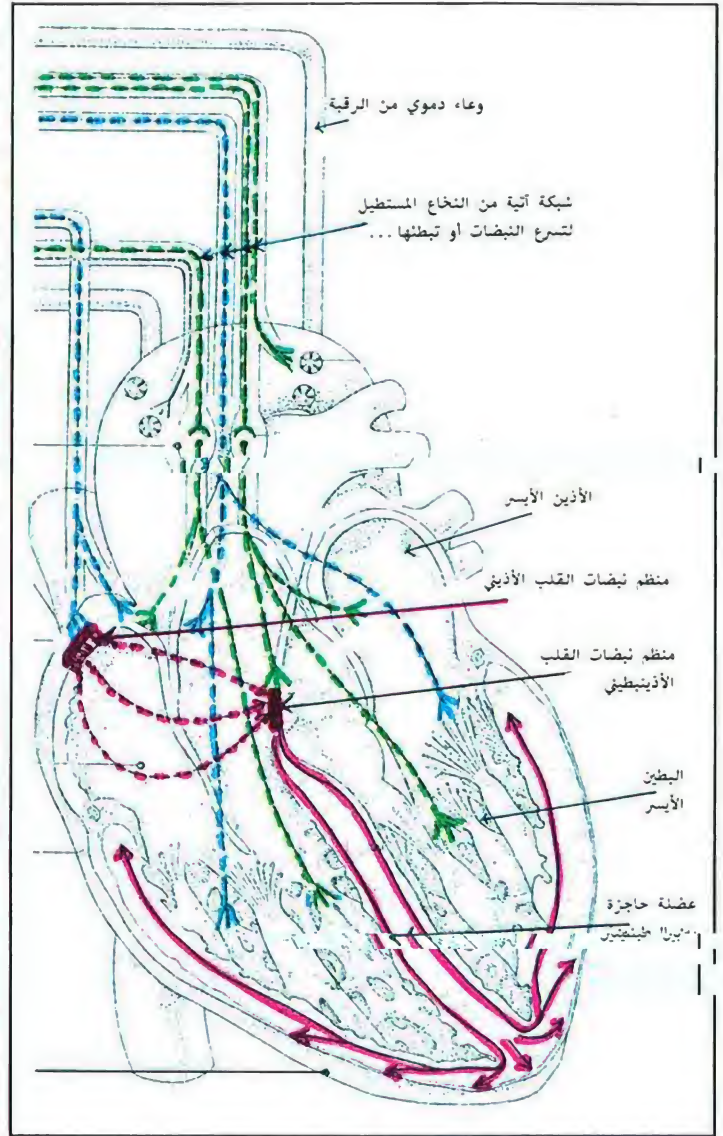 وعاء دموي من الرقبة
شبكة آتية من النخاع المستطيل
لتسرع النبضات أو تبطئها...
الأذين الأيسر
منظم نبضات القلب الأذيني
منظم نبضات القلب
الأذينبطيني
البطين
الأيسر
عضلة حاجزة